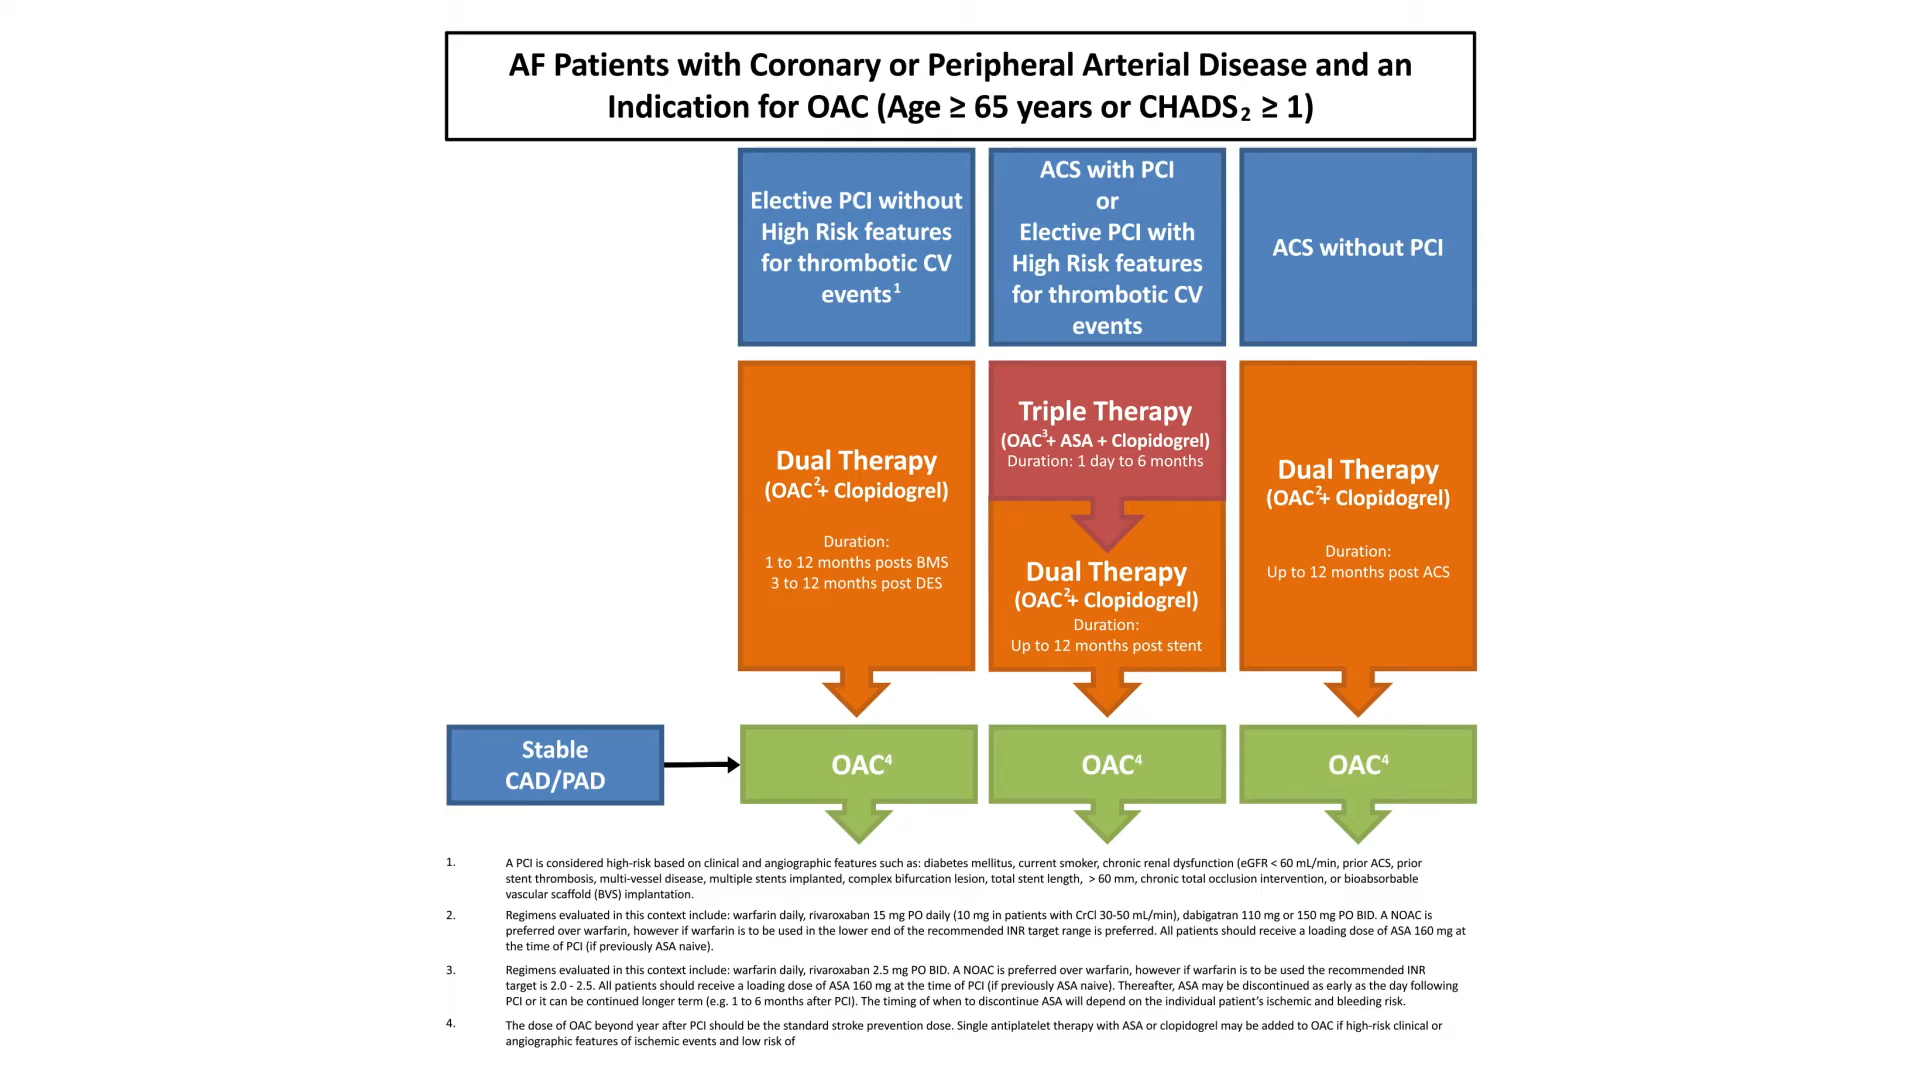 AF Patients with Coronary or Peripheral Arterial Disease and an
Indication for OAC (Age ≥ 65 years or CHADS₂ ≥ 1)
Elective PCI without
High Risk features
for thrombotic CV
events¹
ACS with PCI
or
Elective PCI with
High Risk features
for thrombotic CV
events
ACS without PCI
Dual Therapy
(OAC²+ Clopidogrel)
Duration:
1 to 12 months posts BMS
3 to 12 months post DES
Triple Therapy
(OAC³+ ASA + Clopidogrel)
Duration: 1 day to 6 months
Dual Therapy
(OAC²+ Clopidogrel)
Duration:
Up to 12 months post stent
Dual Therapy
(OAC²+ Clopidogrel)
Duration:
Up to 12 months post ACS
Stable
CAD/PAD
OAC⁴
OAC⁴
OAC⁴
1. A PCI is considered high-risk based on clinical and angiographic features such as: diabetes mellitus, current smoker, chronic renal dysfunction (eGFR < 60 mL/min, prior ACS, prior
stent thrombosis, multi-vessel disease, multiple stents implanted, complex bifurcation lesion, total stent length, > 60 mm, chronic total occlusion intervention, or bioabsorbable
vascular scaffold (BVS) implantation.
2. Regimens evaluated in this context include: warfarin daily, rivaroxaban 15 mg PO daily (10 mg in patients with CrCl 30-50 mL/min), dabigatran 110 mg or 150 mg PO BID. A NOAC is
preferred over warfarin, however if warfarin is to be used in the lower end of the recommended INR target range is preferred. All patients should receive a loading dose of ASA 160 mg at
the time of PCI (if previously ASA naive).
3. Regimens evaluated in this context include: warfarin daily, rivaroxaban 2.5 mg PO BID. A NOAC is preferred over warfarin, however if warfarin is to be used the recommended INR
target is 2.0 - 2.5. All patients should receive a loading dose of ASA 160 mg at the time of PCI (if previously ASA naive). Thereafter, ASA may be discontinued as early as the day following
PCI or it can be continued longer term (e.g. 1 to 6 months after PCI). The timing of when to discontinue ASA will depend on the individual patient's ischemic and bleeding risk.
4. The dose of OAC beyond year after PCI should be the standard stroke prevention dose. Single antiplatelet therapy with ASA or clopidogrel may be added to OAC if high-risk clinical or
angiographic features of ischemic events and low risk of